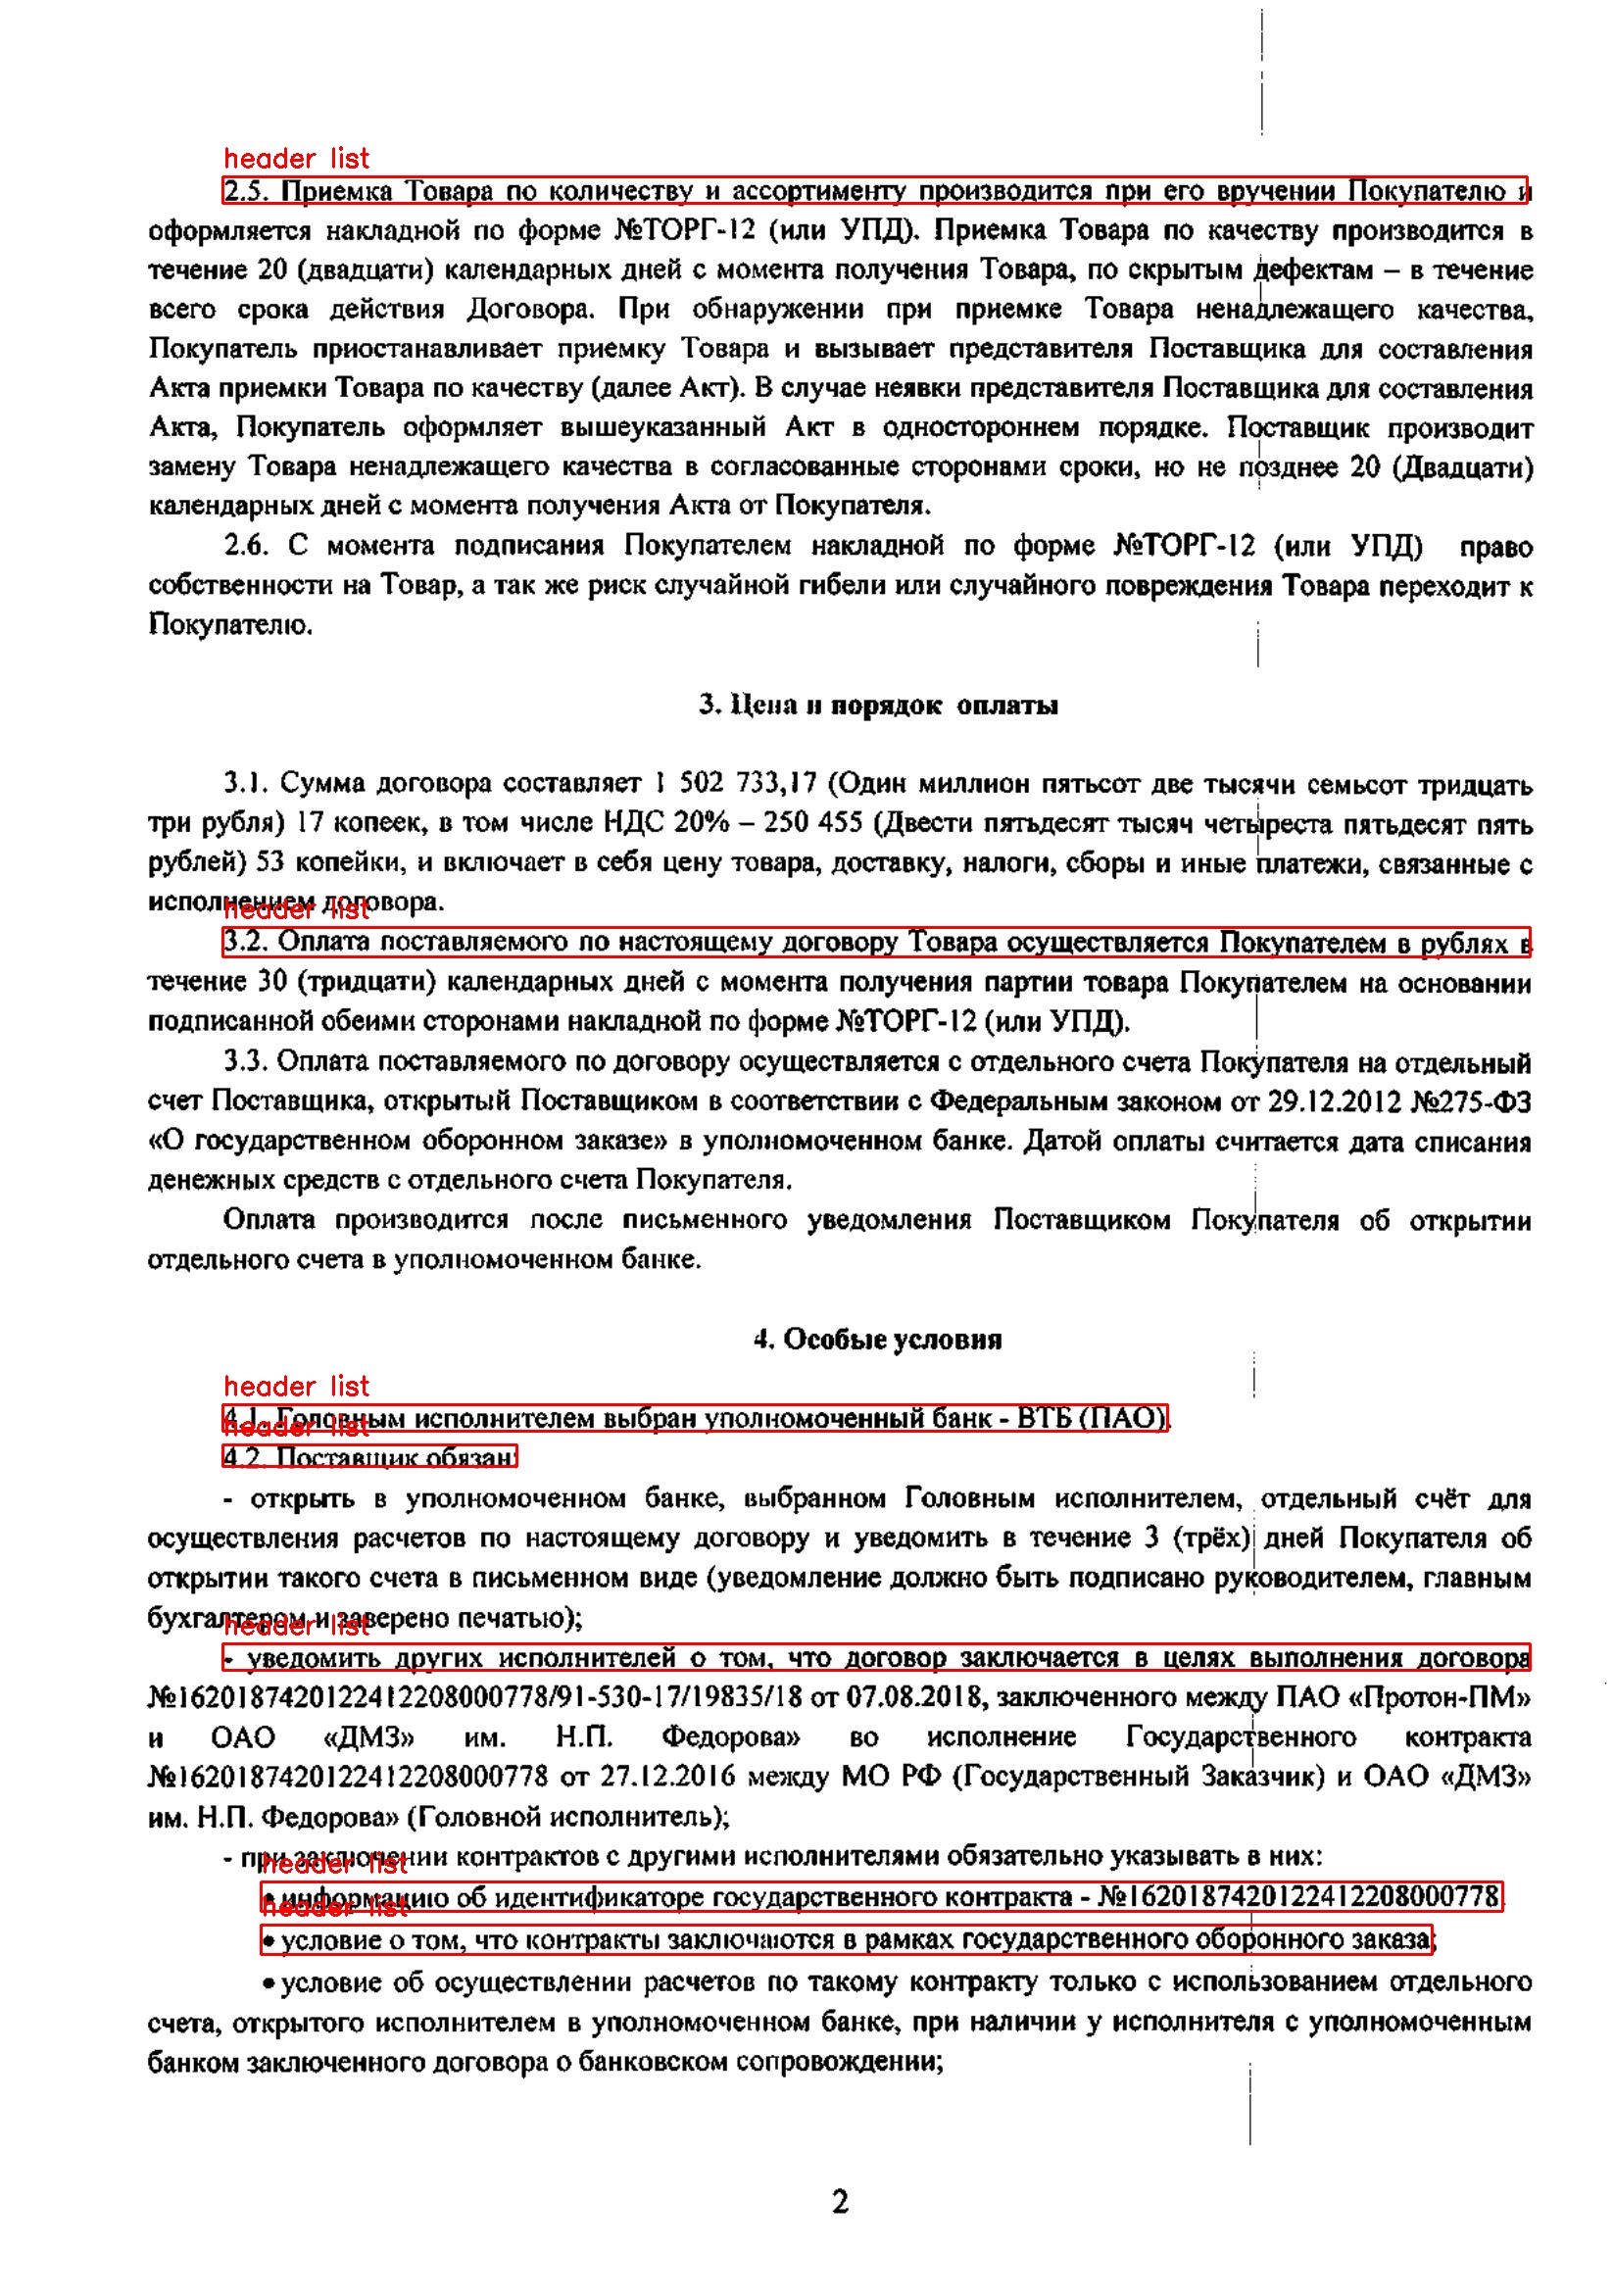 header list
2.5. Приемка Товара по количеству и ассортименту производится при его вручении Покупателю и
оформляется накладной по форме №ТОРГ-12 (или УПД). Приемка Товара по качеству производится в
течение 20 (двадцати) календарных дней с момента получения Товара, по скрытым дефектам – в течение
всего срока действия Договора. При обнаружении при приемке Товара ненадлежащего качества,
Покупатель приостанавливает приемку Товара и вызывает представителя Поставщика для составления
Акта приемки Товара по качеству (далее Акт). В случае неявки представителя Поставщика для составления
Акта, Покупатель оформляет вышеуказанный Акт в одностороннем порядке. Поставщик производит
замену Товара ненадлежащего качества в согласованные сторонами сроки, но не позднее 20 (Двадцати)
календарных дней с момента получения Акта от Покупателя.
2.6. С момента подписания Покупателем накладной по форме №ТОРГ-12 (или УПД) право
собственности на Товар, а так же риск случайной гибели или случайного повреждения Товара переходит к
Покупателю.
3. Цена и порядок оплаты
3.1. Сумма договора составляет 1 502 733,17 (Один миллион пятьсот две тысячи семьсот тридцать
три рубля) 17 копеек, в том числе НДС 20% – 250 455 (Двести пятьдесят тысяч четыреста пятьдесят пять
рублей) 53 копейки, и включает в себя цену товара, доставку, налоги, сборы и иные платежи, связанные с
исполнением договора.
header list
3.2. Оплата поставляемого по настоящему договору Товара осуществляется Покупателем в рублях в
течение 30 (тридцати) календарных дней с момента получения партии товара Покупателем на основании
подписанной обеими сторонами накладной по форме №ТОРГ-12 (или УПД).
3.3. Оплата поставляемого по договору осуществляется с отдельного счета Покупателя на отдельный
счет Поставщика, открытый Поставщиком в соответствии с Федеральным законом от 29.12.2012 №275-ФЗ
«О государственном оборонном заказе» в уполномоченном банке. Датой оплаты считается дата списания
денежных средств с отдельного счета Покупателя.
Оплата производится после письменного уведомления Поставщиком Покупателя об открытии
отдельного счета в уполномоченном банке.
4. Особые условия
header list
4.1. Головным исполнителем выбран уполномоченный банк - ВТБ (ПАО).
header list
4.2. Поставщик обязан:
- открыть в уполномоченном банке, выбранном Головным исполнителем, отдельный счёт для
осуществления расчетов по настоящему договору и уведомить в течение 3 (трёх) дней Покупателя об
открытии такого счета в письменном виде (уведомление должно быть подписано руководителем, главным
бухгалтером и заверено печатью);
header list
- уведомить других исполнителей о том, что договор заключается в целях выполнения договора
№1620187420122412208000778/91-530-17/19835/18 от 07.08.2018, заключенного между ПАО «Протон-ПМ»
и ОАО «ДМЗ» им. Н.П. Федорова» во исполнение Государственного контракта
№1620187420122412208000778 от 27.12.2016 между МО РФ (Государственный Заказчик) и ОАО «ДМЗ»
им. Н.П. Федорова» (Головной исполнитель);
- при заключении контрактов с другими исполнителями обязательно указывать в них:
header list
• информацию об идентификаторе государственного контракта - №1620187420122412208000778
header list
• условие о том, что контракты заключаются в рамках государственного оборонного заказа;
• условие об осуществлении расчетов по такому контракту только с использованием отдельного
счета, открытого исполнителем в уполномоченном банке, при наличии у исполнителя с уполномоченным
банком заключенного договора о банковском сопровождении;
2